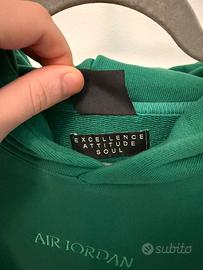 EXCELLENCE
ATTITUDE
SOUL
AIR JORDAN
subito